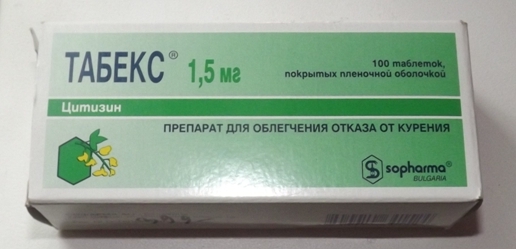 ТАБЕКС® 1,5 мг
100 таблеток,
покрытых пленочной оболочкой
Цитизин
ПРЕПАРАТ ДЛЯ ОБЛЕГЧЕНИЯ ОТКАЗА ОТ КУРЕНИЯ
sopharma®
BULGARIA